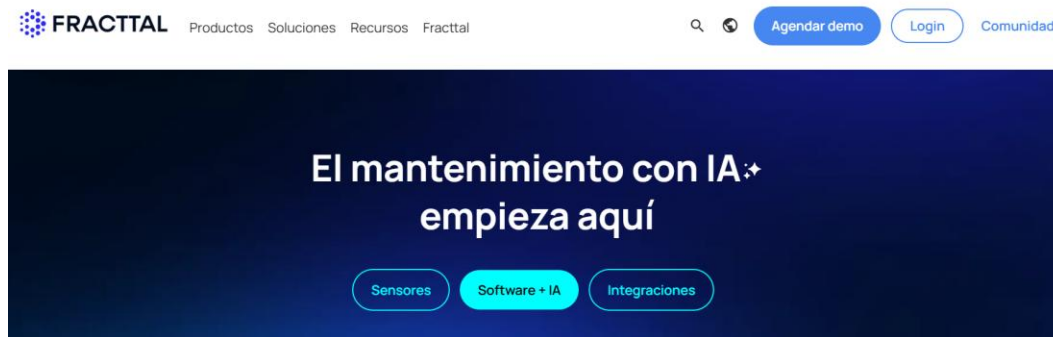 FRACTTAL Productos Soluciones Recursos Fracttal Agendar demo Login Comunidad
El mantenimiento con IA
empieza aquí
Sensores Software + IA Integraciones